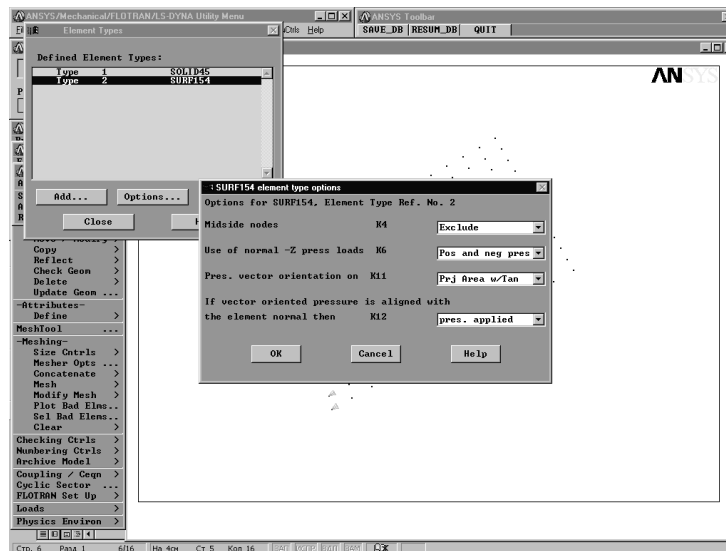 ANSYS/Mechanical/FLOTRAN/LS-DYNA Utility Menu
ANSYS Toolbar
Element Types
Help
SAVE_DB RESUM_DB QUIT
Defined Element Types:
Type 1 SOLID45
Type 2 SURF154
ANSYS
Add... Options...
Close
SURF154 element type options
Options for SURF154, Element Type Ref. No. 2
Midside nodes K4 Exclude
Use of normal -Z press loads K6 Pos and neg pres
Pres. vector orientation on K11 Prj Area w/Tan
If vector oriented pressure is aligned with
the element normal then K12 pres. applied
OK Cancel Help
Copy >
Reflect >
Check Geom >
Delete >
Update Geom ...
-Attributes-
Define >
MeshTool ...
-Meshing-
Size Cntrls >
Mesher Opts ...
Concatenate >
Mesh >
Modify Mesh >
Plot Bad Elms..
Sel Bad Elems..
Clear >
Checking Ctrls >
Numbering Ctrls >
Archive Model >
Coupling / Ceqn >
Cyclic Sector ...
FLOTRAN Set Up >
Loads >
Physics Environ >
Стр. 6 Разд 1 6/16 На 4см Ст 5 Кол 16